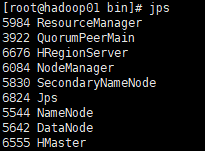 [root@hadoop01 bin]# jps
5984 ResourceManager
3922 QuorumPeerMain
6676 HRegionServer
6084 NodeManager
5830 SecondaryNameNode
6824 Jps
5544 NameNode
5642 DataNode
6555 HMaster